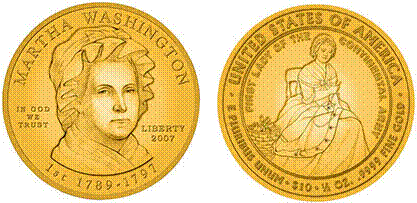 MARTHA WASHINGTON
IN GOD
WE
TRUST
LIBERTY
2007
1st 1789-1797
UNITED STATES OF AMERICA
FIRST LADY OF THE CONTINENTAL ARMY
E PLURIBUS UNUM · $10 · ½ OZ. .9999 FINE GOLD